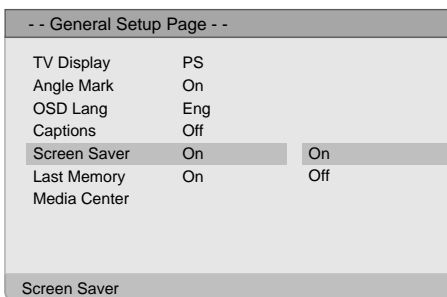 - - General Setup Page - -
TV Display PS
Angle Mark On
OSD Lang Eng
Captions Off
Screen Saver On On
Last Memory On Off
Media Center
Screen Saver